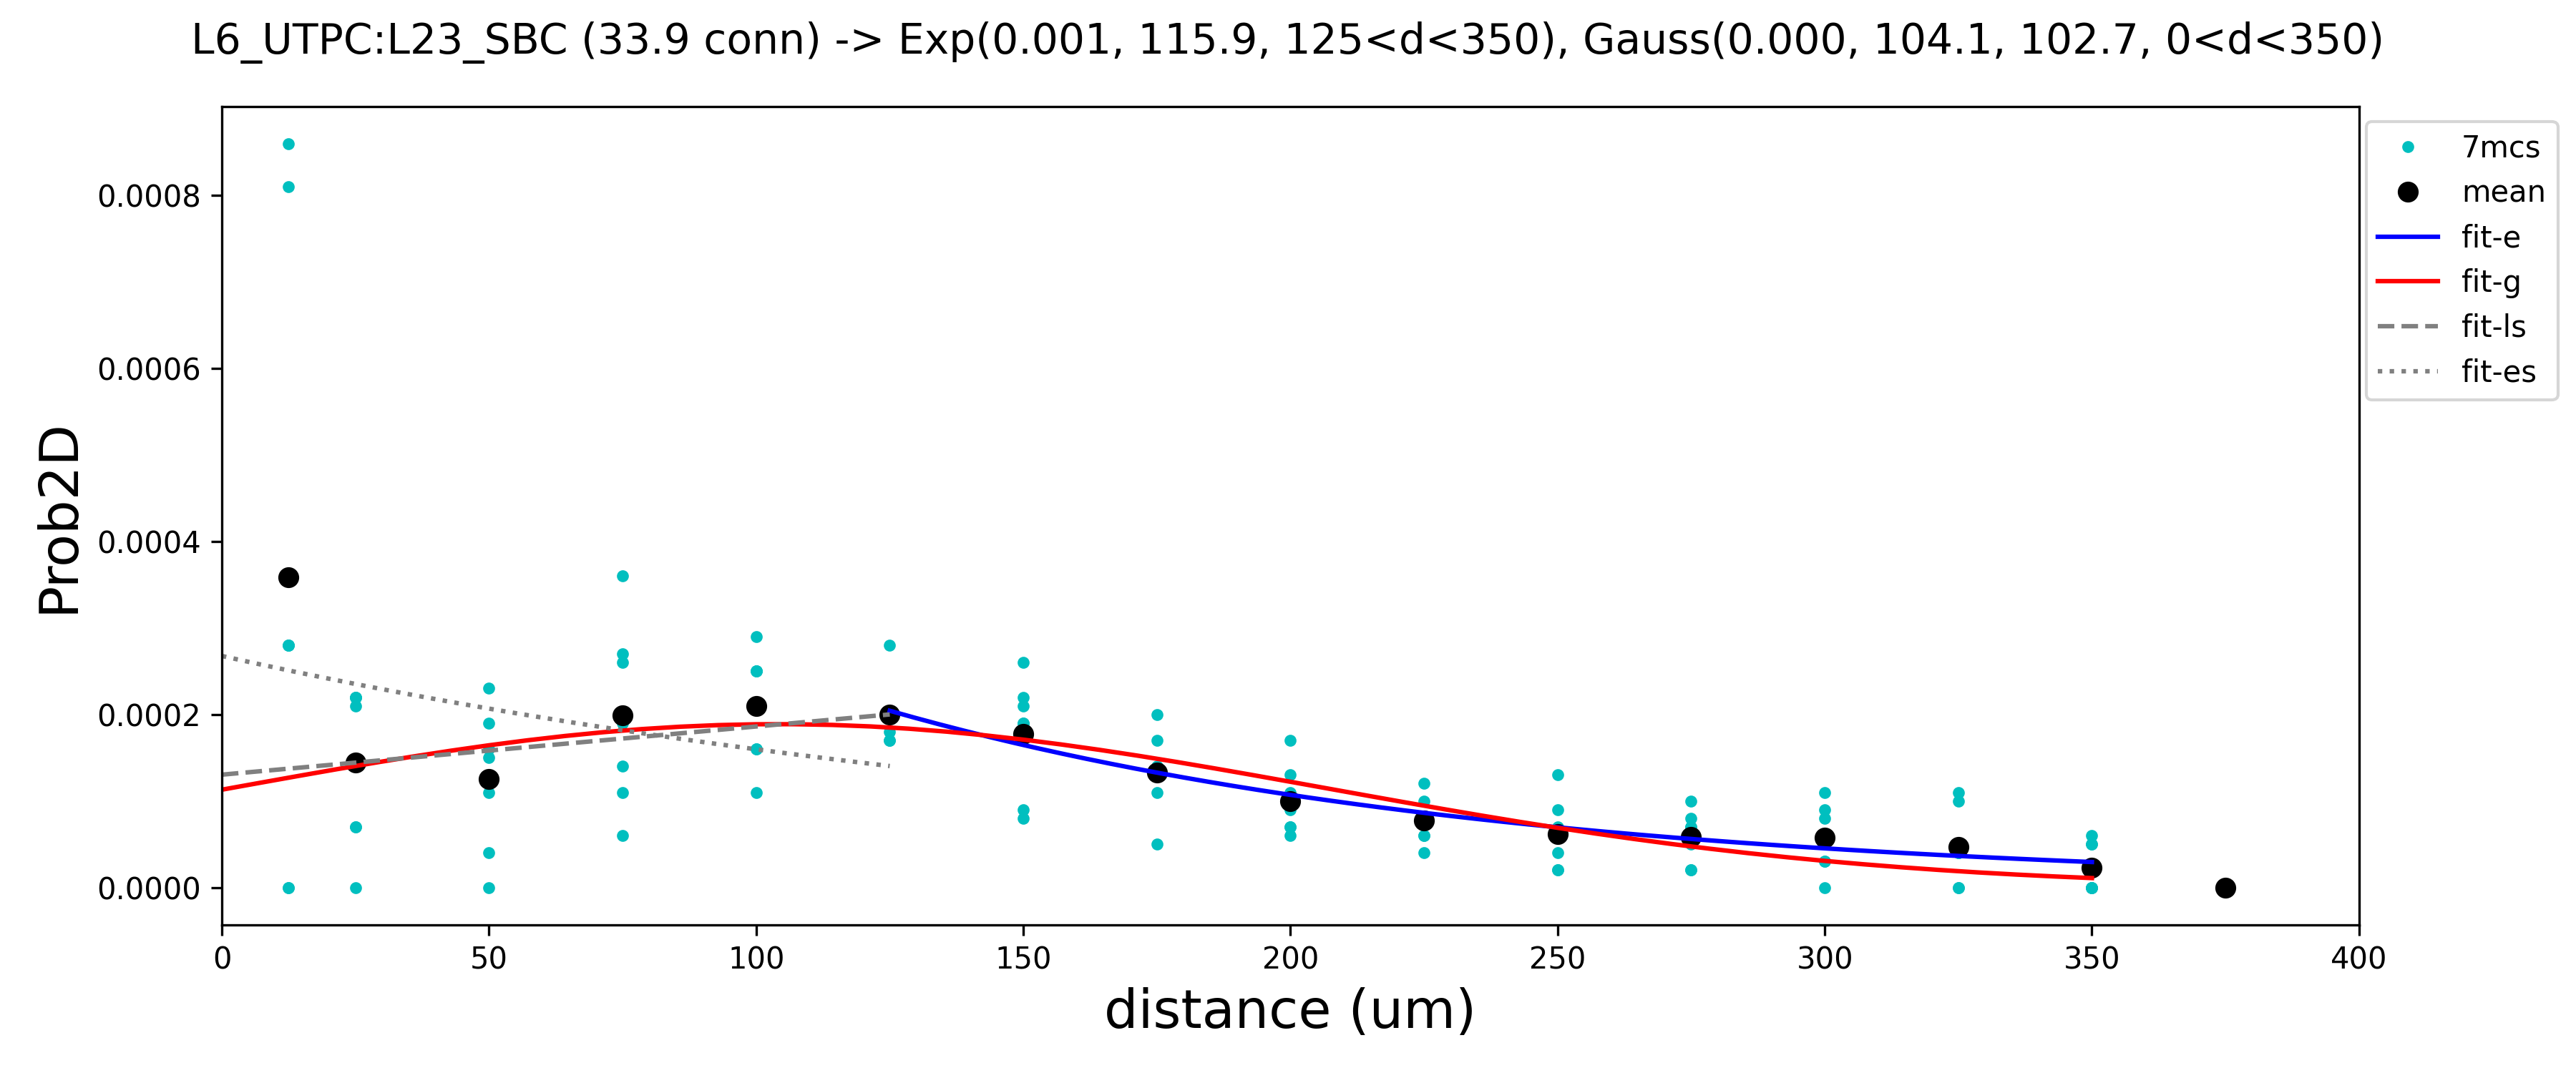 L6_UTPC:L23_SBC (33.9 conn) -> Exp(0.001, 115.9, 125<d<350), Gauss(0.000, 104.1, 102.7, 0<d<350)
7mcs
mean
fit-e
fit-g
fit-ls
fit-es
Prob2D
0.0008
0.0006
0.0004
0.0002
0.0000
0 50 100 150 200 250 300 350 400
distance (um)